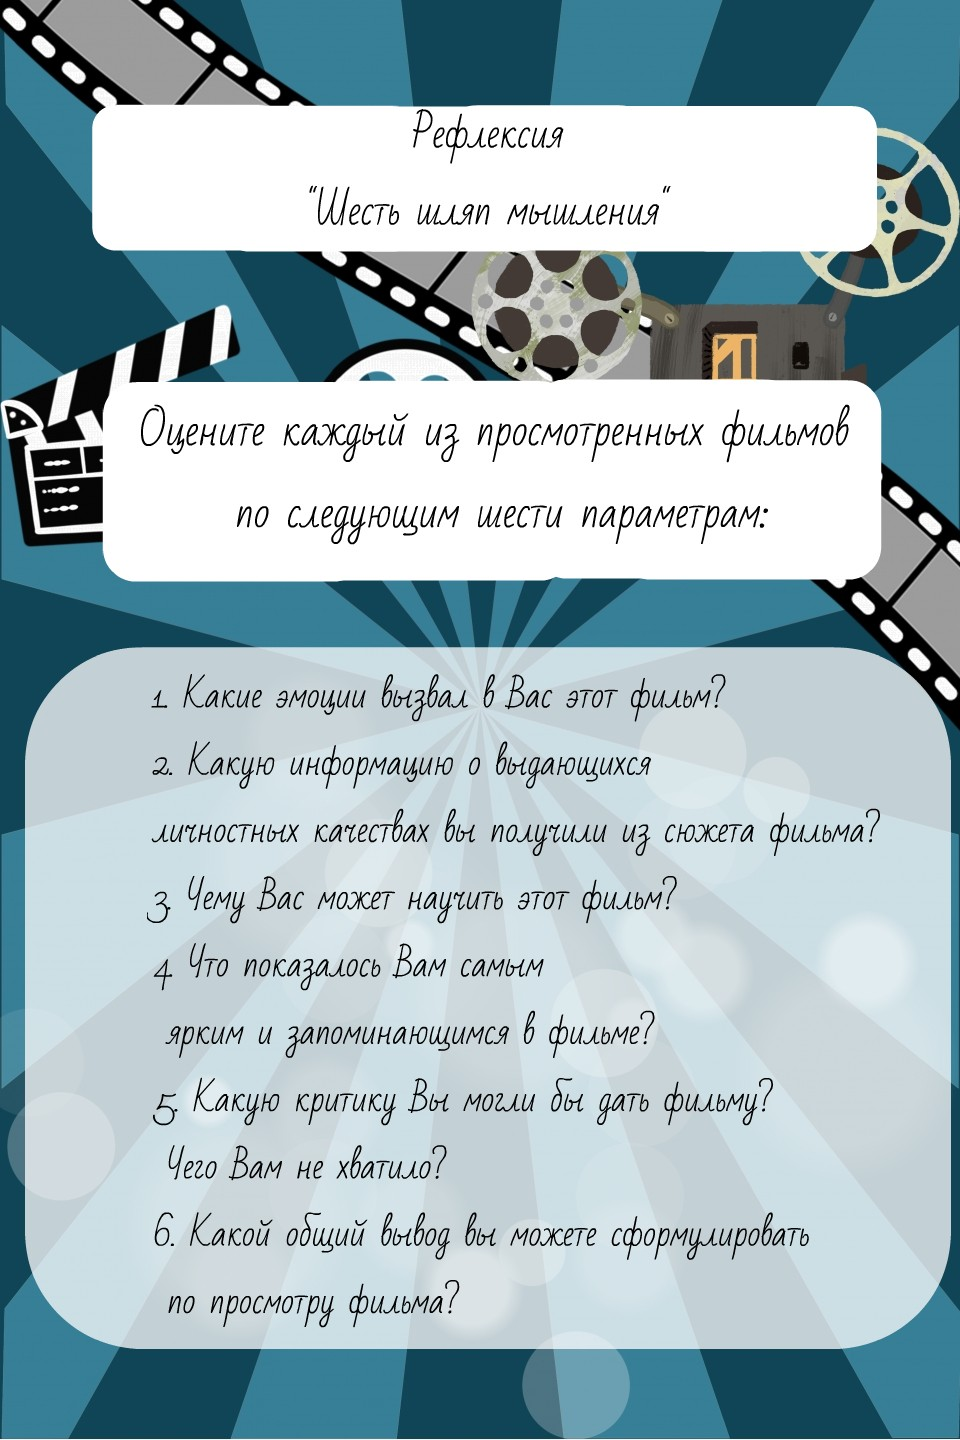 Рефлексия
"Шесть шляп мышления"
Оцените каждый из просмотренных фильмов
по следующим шести параметрам:
1. Какие эмоции вызвал в Вас этот фильм?
2. Какую информацию о выдающихся
личностных качествах вы получили из сюжета фильма?
3. Чему Вас может научить этот фильм?
4. Что показалось Вам самым
ярким и запоминающимся в фильме?
5. Какую критику Вы могли бы дать фильму?
Чего Вам не хватило?
6. Какой общий вывод вы можете сформулировать
по просмотру фильма?